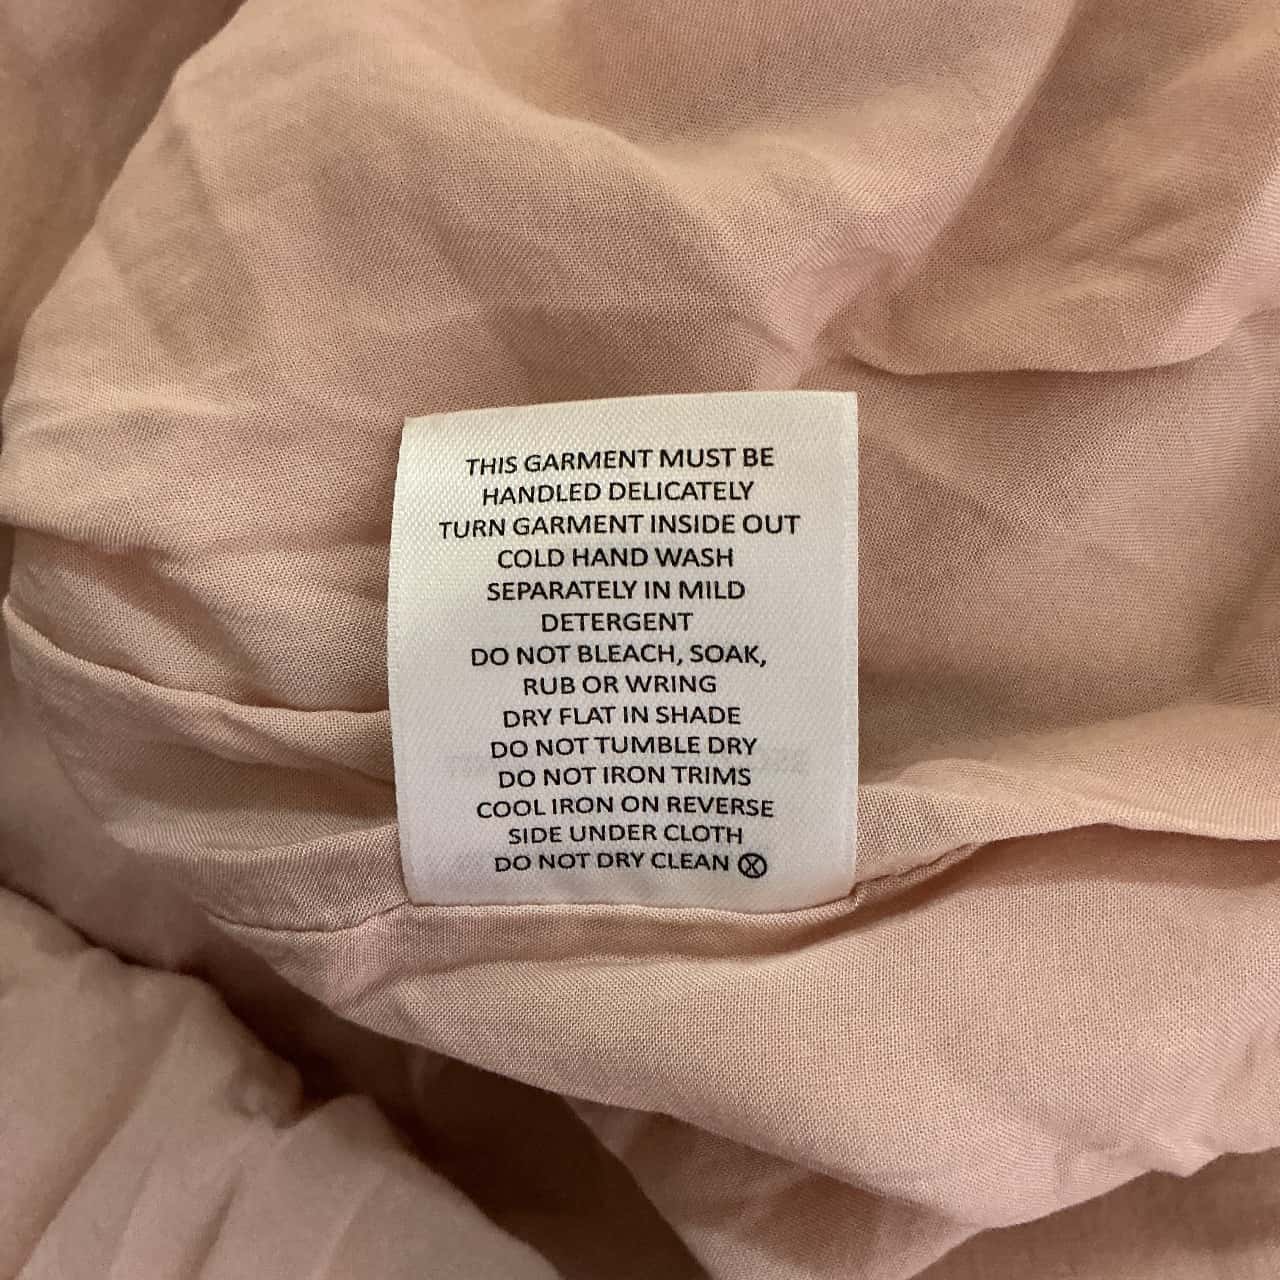 THIS GARMENT MUST BE
HANDLED DELICATELY
TURN GARMENT INSIDE OUT
COLD HAND WASH
SEPARATELY IN MILD
DETERGENT
DO NOT BLEACH, SOAK,
RUB OR WRING
DRY FLAT IN SHADE
DO NOT TUMBLE DRY
DO NOT IRON TRIMS
COOL IRON ON REVERSE
SIDE UNDER CLOTH
DO NOT DRY CLEAN